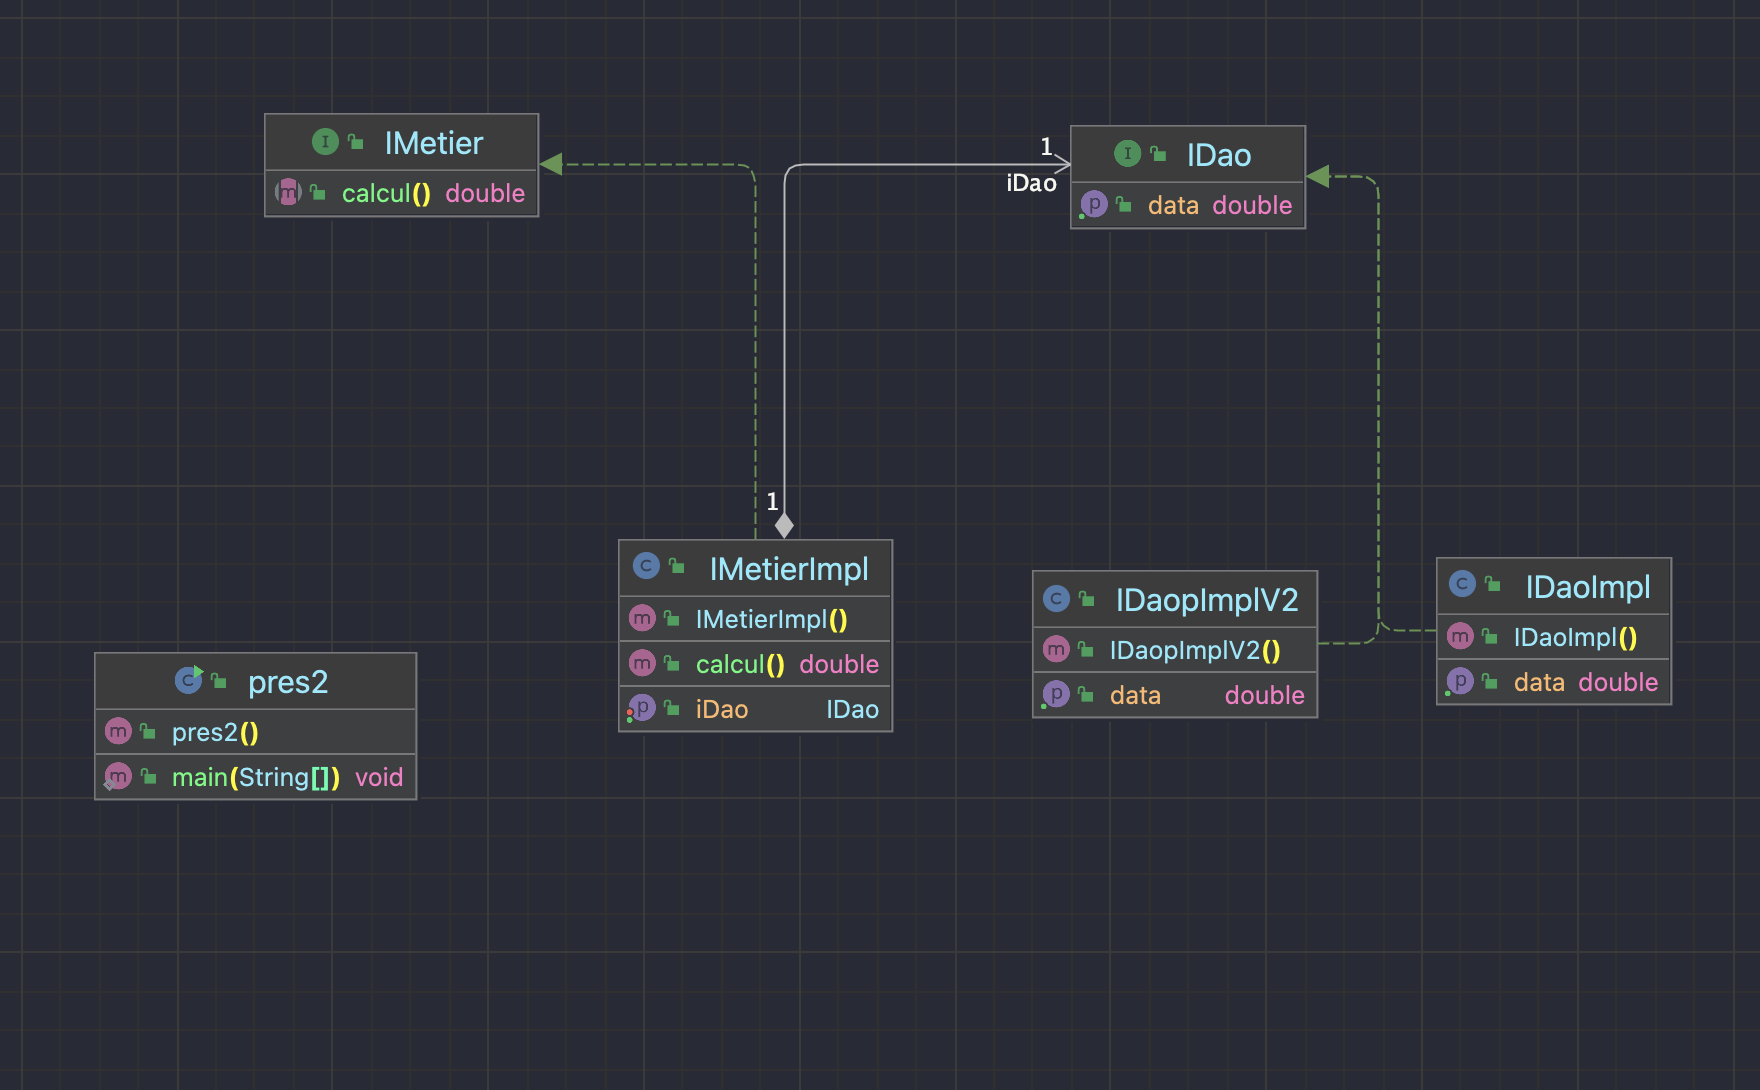 IMetier
calcul() double
1
iDao
IDao
data double
1
IMetierImpl
IMetierImpl()
calcul() double
iDao IDao
IDaopImplV2
IDaopImplV2()
data double
IDaoImpl
IDaoImpl()
data double
pres2
pres2()
main(String[]) void